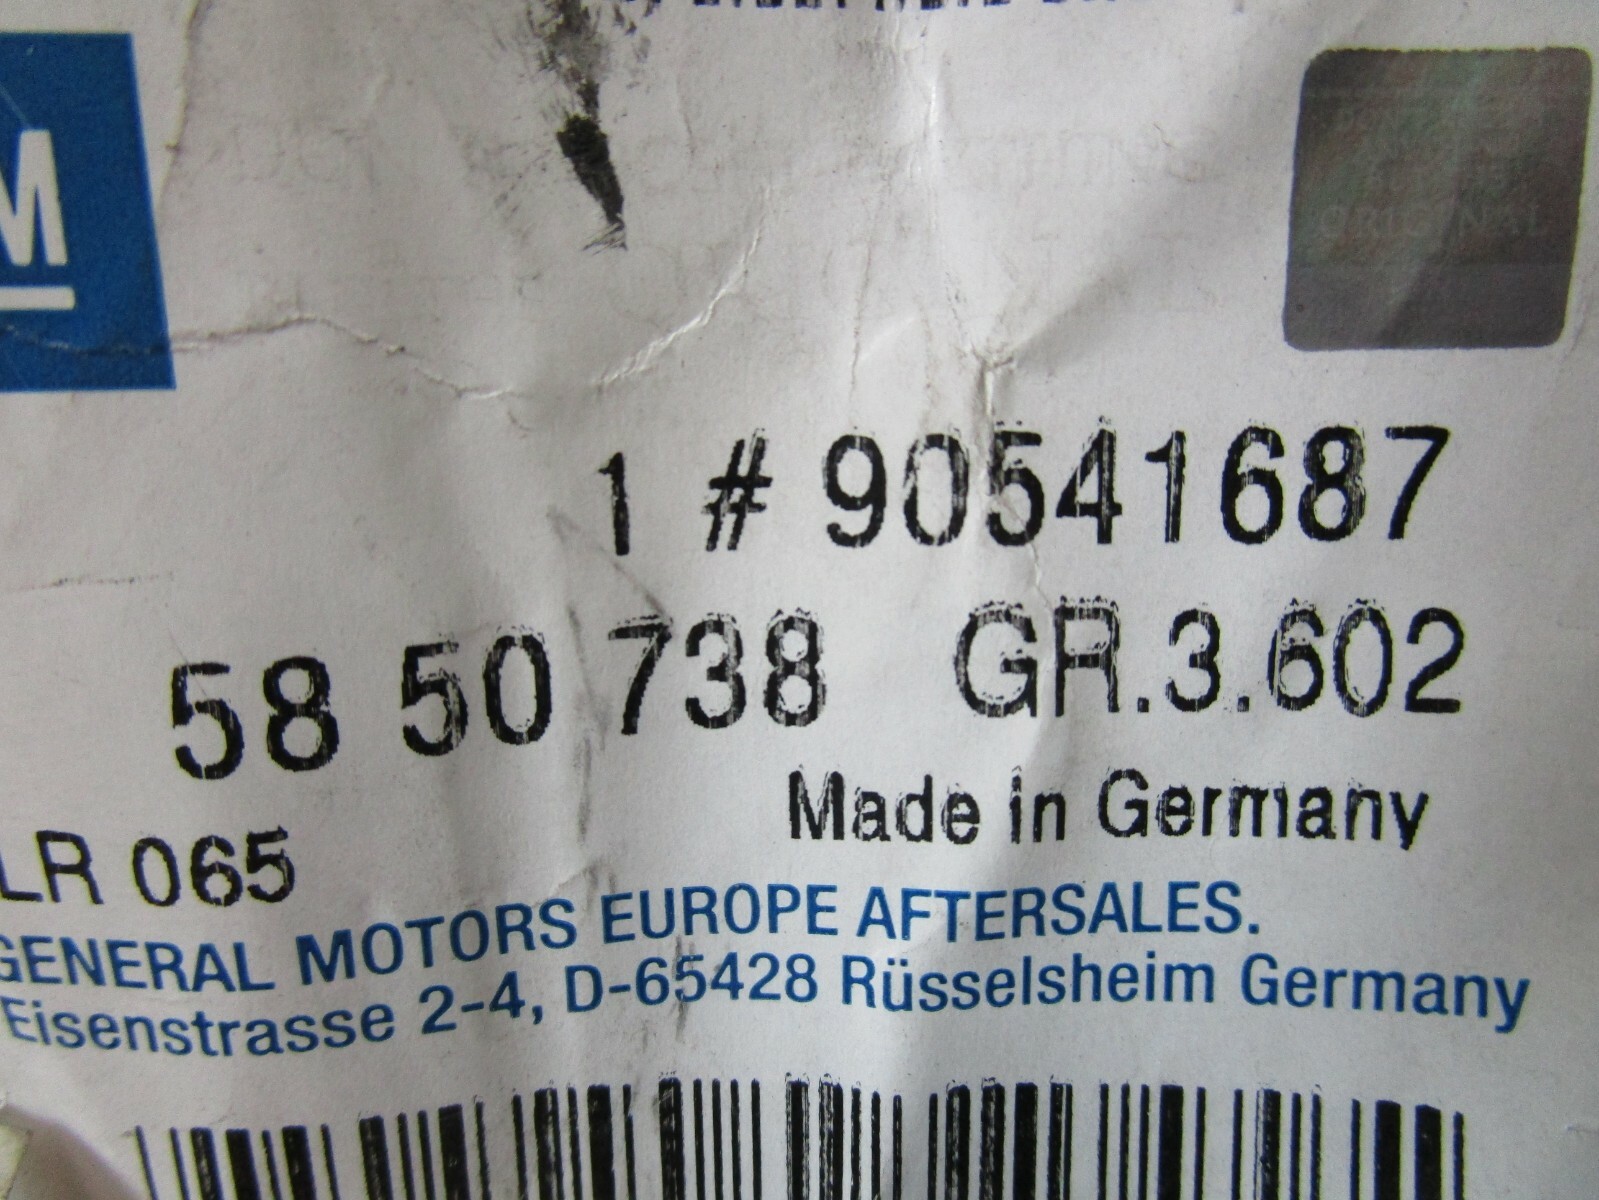 M
ORIGINAL
1 # 90541687
58 50 738 GR.3.602
Made in Germany
LR 065
GENERAL MOTORS EUROPE AFTERSALES.
Eisenstrasse 2-4, D-65428 Rüsselsheim Germany